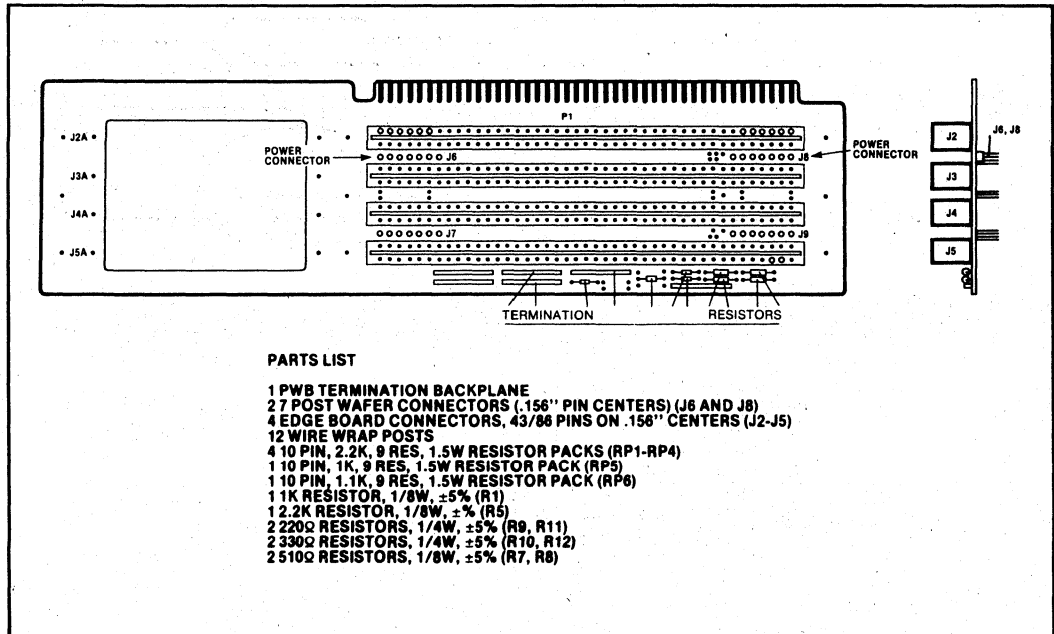 P1
J2A
J2
J6, J8
POWER CONNECTOR
J6
J8
POWER CONNECTOR
J3A
J3
J4A
J4
J7
J9
J5A
J5
TERMINATION RESISTORS
PARTS LIST
1 PWB TERMINATION BACKPLANE
2 7 POST WAFER CONNECTORS (.156'' PIN CENTERS) (J6 AND J8)
4 EDGE BOARD CONNECTORS, 43/86 PINS ON .156'' CENTERS (J2-J5)
12 WIRE WRAP POSTS
4 10 PIN, 2.2K, 9 RES, 1.5W RESISTOR PACKS (RP1-RP4)
1 10 PIN, 1K, 9 RES, 1.5W RESISTOR PACK (RP5)
1 10 PIN, 1.1K, 9 RES, 1.5W RESISTOR PACK (RP6)
1 1K RESISTOR, 1/8W, ±5% (R1)
1 2.2K RESISTOR, 1/8W, ±% (R5)
2 220Ω RESISTORS, 1/4W, ±5% (R9, R11)
2 330Ω RESISTORS, 1/4W, ±5% (R10, R12)
2 510Ω RESISTORS, 1/8W, ±5% (R7, R8)